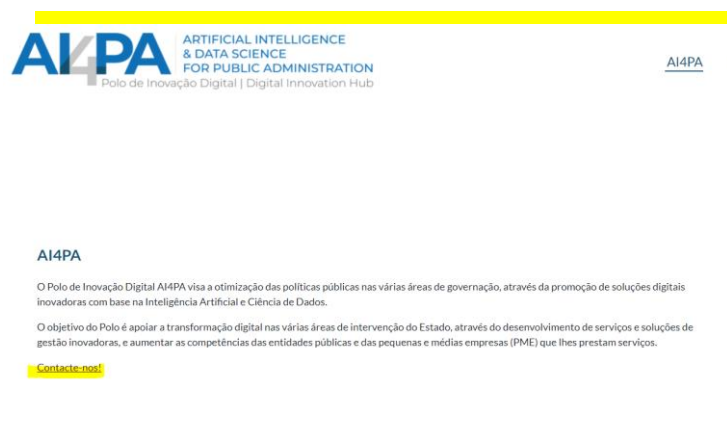 AI4PA
ARTIFICIAL INTELLIGENCE
& DATA SCIENCE
FOR PUBLIC ADMINISTRATION
Polo de Inovação Digital | Digital Innovation Hub
AI4PA
AI4PA
O Polo de Inovação Digital AI4PA visa a otimização das políticas públicas nas várias áreas de governação, através da promoção de soluções digitais
inovadoras com base na Inteligência Artificial e Ciência de Dados.
O objetivo do Polo é apoiar a transformação digital nas várias áreas de intervenção do Estado, através do desenvolvimento de serviços e soluções de
gestão inovadoras, e aumentar as competências das entidades públicas e das pequenas e médias empresas (PME) que lhes prestam serviços.
Contacte-nos!